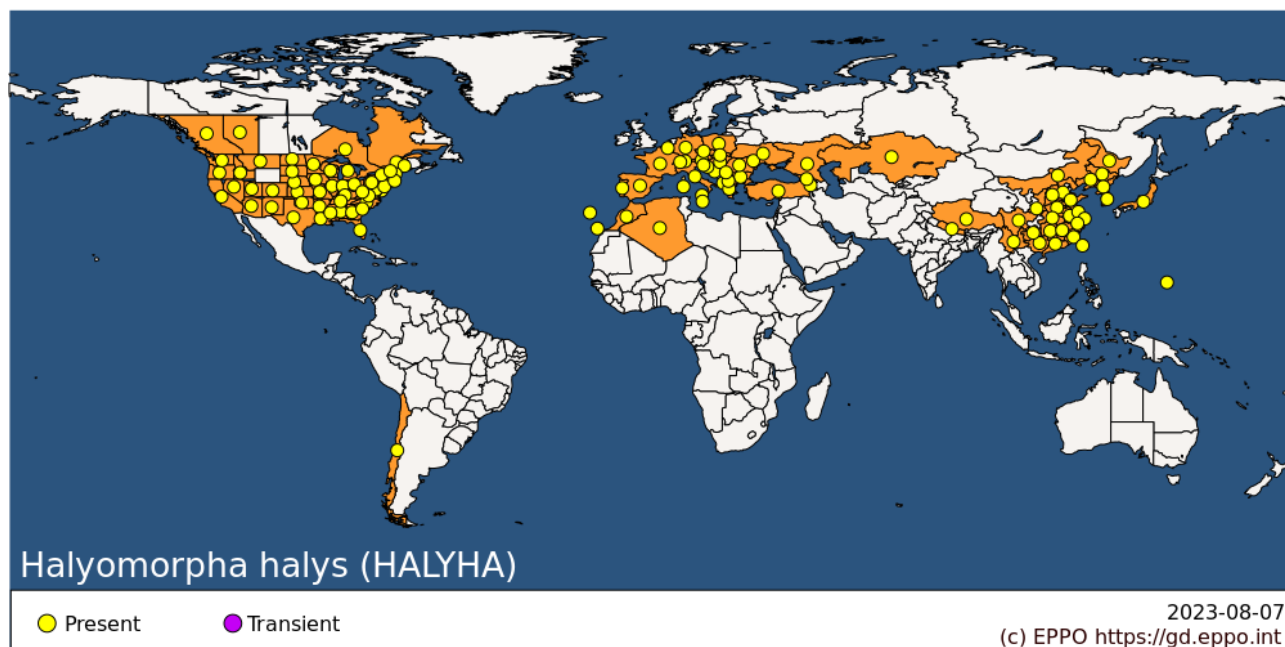 Halyomorpha halys (HALYHA)
Present
Transient
2023-08-07
(c) EPPO https://gd.eppo.int